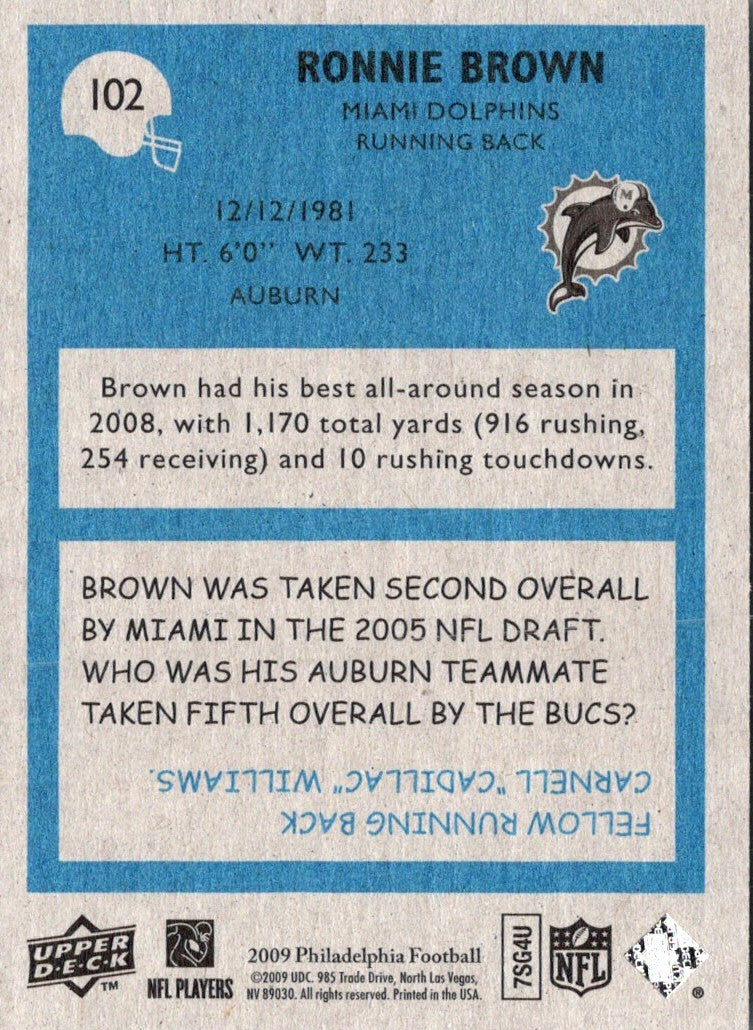 102
RONNIE BROWN
MIAMI DOLPHINS
RUNNING BACK
12/12/1981
HT. 6'0" WT. 233
AUBURN
M
Brown had his best all-around season in
2008, with 1,170 total yards (916 rushing,
254 receiving) and 10 rushing touchdowns.
BROWN WAS TAKEN SECOND OVERALL
BY MIAMI IN THE 2005 NFL DRAFT.
WHO WAS HIS AUBURN TEAMMATE
TAKEN FIFTH OVERALL BY THE BUCS?
FELLOW RUNNING BACK
CARNELL "CADILLAC" WILLIAMS.
UPPER
D·E·C·K
TM
NFL PLAYERS
2009 Philadelphia Football
©2009 UDC. 985 Trade Drive, North Las Vegas,
NV 89030. All rights reserved. Printed in the USA.
7SG4U
NFL
®